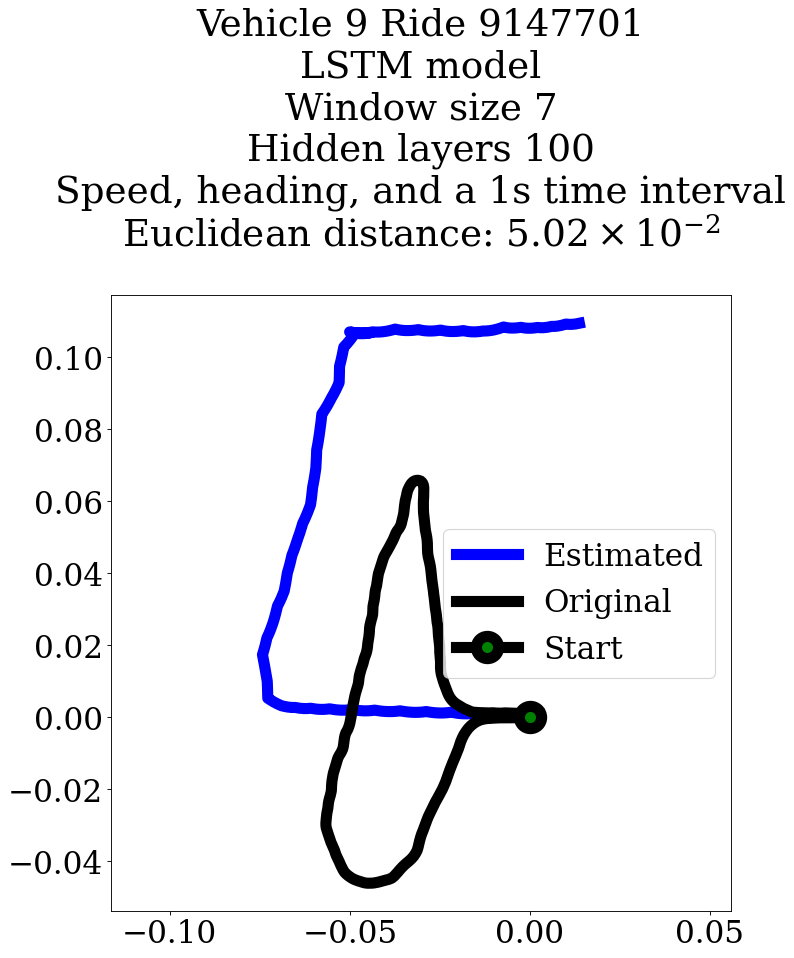 Vehicle 9 Ride 9147701
LSTM model
Window size 7
Hidden layers 100
Speed, heading, and a 1s time interval
Euclidean distance: 5.02 × 10⁻²
0.10
0.08
0.06
0.04
0.02
0.00
−0.02
−0.04
Estimated
Original
Start
−0.10 −0.05 0.00 0.05